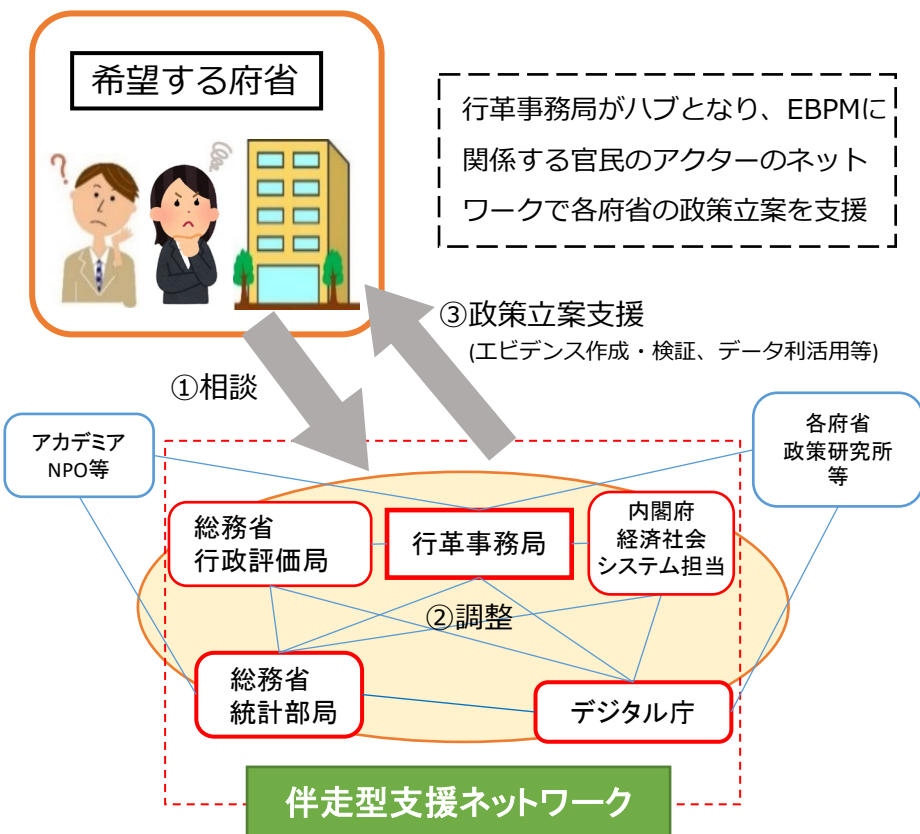 希望する府省
行革事務局がハブとなり、EBPMに
関係する官民のアクターのネット
ワークで各府省の政策立案を支援
?
③政策立案支援
(エビデンス作成・検証、データ利活用等)
①相談
アカデミア
NPO等
各府省
政策研究所
等
総務省
行政評価局
行革事務局
内閣府
経済社会
システム担当
②調整
総務省
統計部局
デジタル庁
伴走型支援ネットワーク